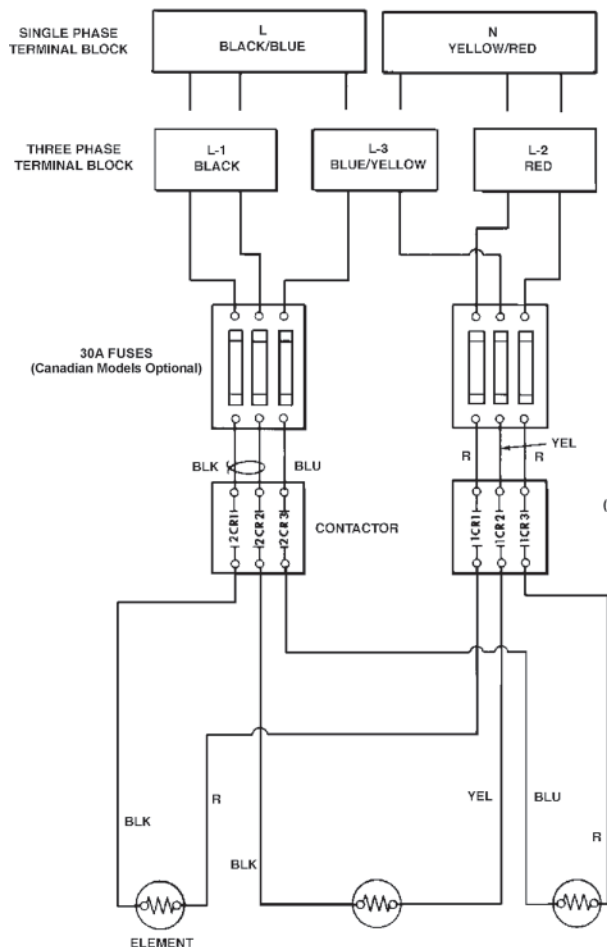 SINGLE PHASE
TERMINAL BLOCK
L
BLACK/BLUE
N
YELLOW/RED
THREE PHASE
TERMINAL BLOCK
L-1
BLACK
L-3
BLUE/YELLOW
L-2
RED
30A FUSES
(Canadian Models Optional)
BLK
BLU
R
YEL
R
2CR1
2CR2
2CR3
CONTACTOR
1CR1
1CR2
1CR3
(
BLK
R
BLK
YEL
BLU
R
ELEMENT